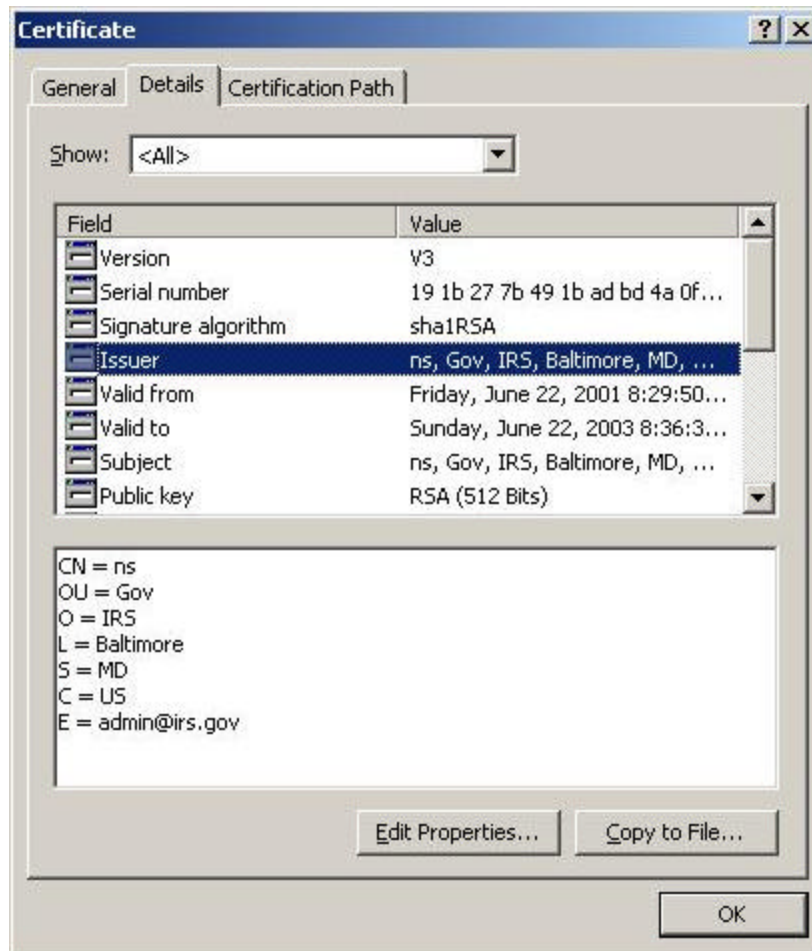 Certificate
General Details Certification Path
Show: <All>
Field Value
Version V3
Serial number 19 1b 27 7b 49 1b ad bd 4a 0f...
Signature algorithm sha1RSA
Issuer ns, Gov, IRS, Baltimore, MD, ...
Valid from Friday, June 22, 2001 8:29:50...
Valid to Sunday, June 22, 2003 8:36:3...
Subject ns, Gov, IRS, Baltimore, MD, ...
Public key RSA (512 Bits)
CN = ns
OU = Gov
O = IRS
L = Baltimore
S = MD
C = US
E = admin@irs.gov
Edit Properties... Copy to File...
OK